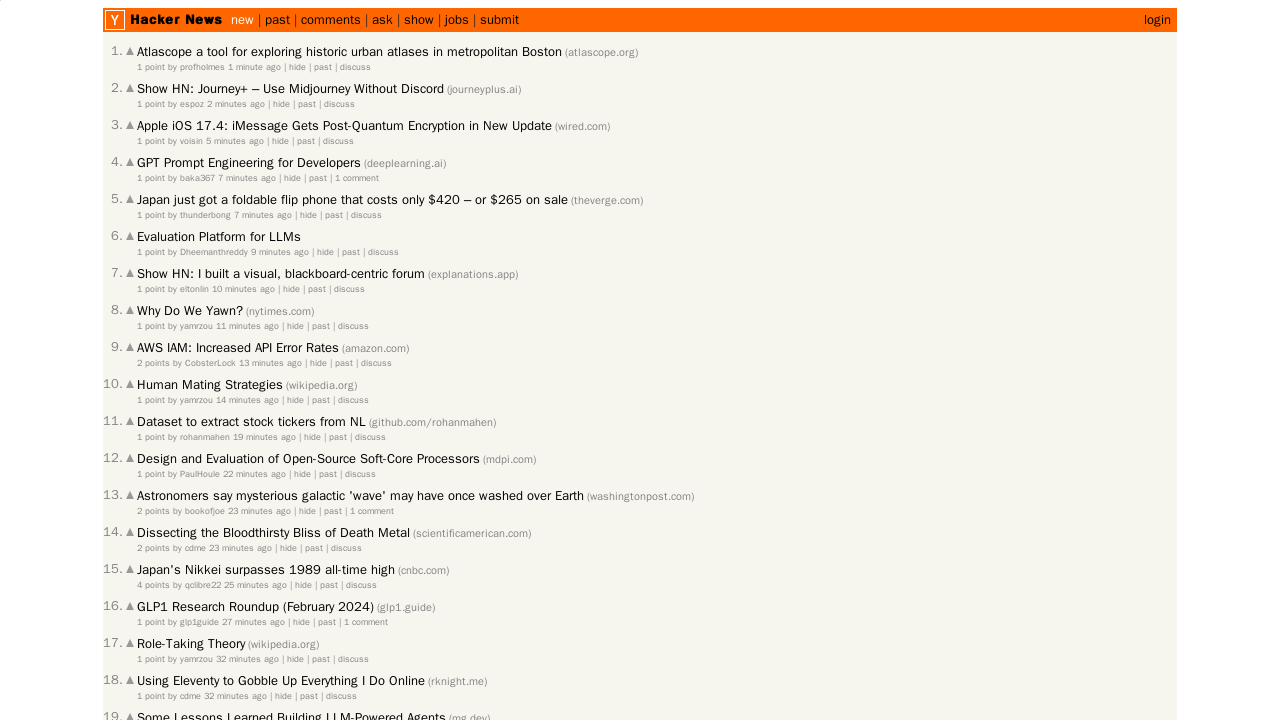 Y Hacker News new | past | comments | ask | show | jobs | submit login
1. ▲ Atlascope a tool for exploring historic urban atlases in metropolitan Boston (atlascope.org)
1 point by profholmes 1 minute ago | hide | past | discuss
2. ▲ Show HN: Journey+ – Use Midjourney Without Discord (journeyplus.ai)
1 point by espoz 2 minutes ago | hide | past | discuss
3. ▲ Apple iOS 17.4: iMessage Gets Post-Quantum Encryption in New Update (wired.com)
1 point by voisin 5 minutes ago | hide | past | discuss
4. ▲ GPT Prompt Engineering for Developers (deeplearning.ai)
1 point by baka367 7 minutes ago | hide | past | 1 comment
5. ▲ Japan just got a foldable flip phone that costs only $420 – or $265 on sale (theverge.com)
1 point by thunderbong 7 minutes ago | hide | past | discuss
6. ▲ Evaluation Platform for LLMs
1 point by Dheemanthreddy 9 minutes ago | hide | past | discuss
7. ▲ Show HN: I built a visual, blackboard-centric forum (explanations.app)
1 point by eltonlin 10 minutes ago | hide | past | discuss
8. ▲ Why Do We Yawn? (nytimes.com)
1 point by yamrzou 11 minutes ago | hide | past | discuss
9. ▲ AWS IAM: Increased API Error Rates (amazon.com)
2 points by CobsterLock 13 minutes ago | hide | past | discuss
10. ▲ Human Mating Strategies (wikipedia.org)
1 point by yamrzou 14 minutes ago | hide | past | discuss
11. ▲ Dataset to extract stock tickers from NL (github.com/rohanmahen)
1 point by rohanmahen 19 minutes ago | hide | past | discuss
12. ▲ Design and Evaluation of Open-Source Soft-Core Processors (mdpi.com)
1 point by PaulHoule 22 minutes ago | hide | past | discuss
13. ▲ Astronomers say mysterious galactic 'wave' may have once washed over Earth (washingtonpost.com)
2 points by bookofjoe 23 minutes ago | hide | past | 1 comment
14. ▲ Dissecting the Bloodthirsty Bliss of Death Metal (scientificamerican.com)
2 points by cdme 23 minutes ago | hide | past | discuss
15. ▲ Japan's Nikkei surpasses 1989 all-time high (cnbc.com)
4 points by qclibre22 25 minutes ago | hide | past | discuss
16. ▲ GLP1 Research Roundup (February 2024) (glp1.guide)
1 point by glp1guide 27 minutes ago | hide | past | 1 comment
17. ▲ Role-Taking Theory (wikipedia.org)
1 point by yamrzou 32 minutes ago | hide | past | discuss
18. ▲ Using Eleventy to Gobble Up Everything I Do Online (rknight.me)
1 point by cdme 32 minutes ago | hide | past | discuss
19. ▲ Some Lessons Learned Building LLM-Powered Agents (mg.dev)